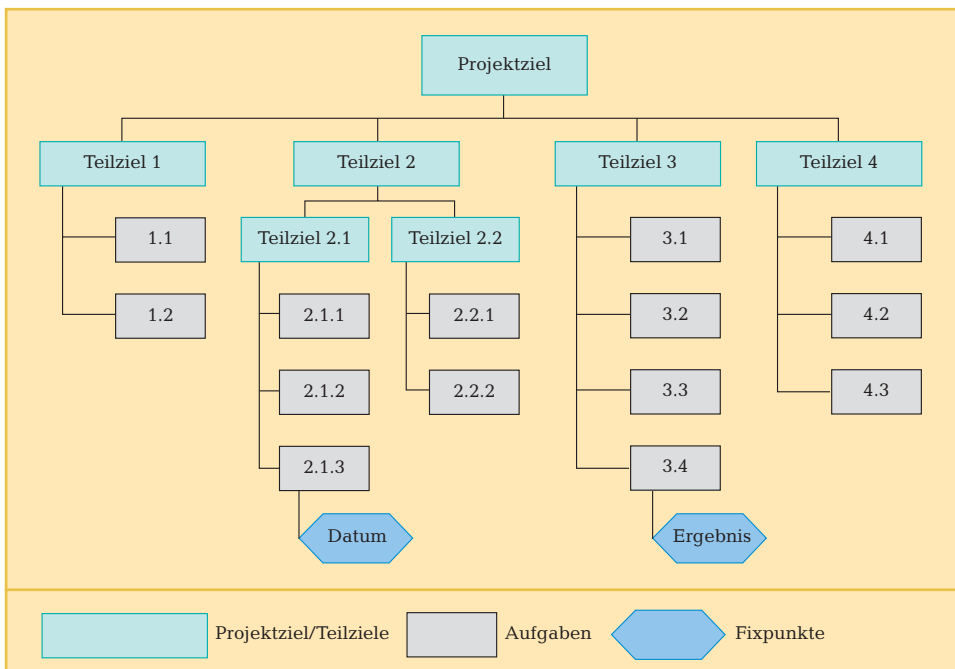 Projektziel
Teilziel 1
Teilziel 2
Teilziel 3
Teilziel 4
1.1
Teilziel 2.1
Teilziel 2.2
3.1
4.1
1.2
2.1.1
2.2.1
3.2
4.2
2.1.2
2.2.2
3.3
4.3
2.1.3
3.4
Datum
Ergebnis
Projektziel/Teilziele
Aufgaben
Fixpunkte